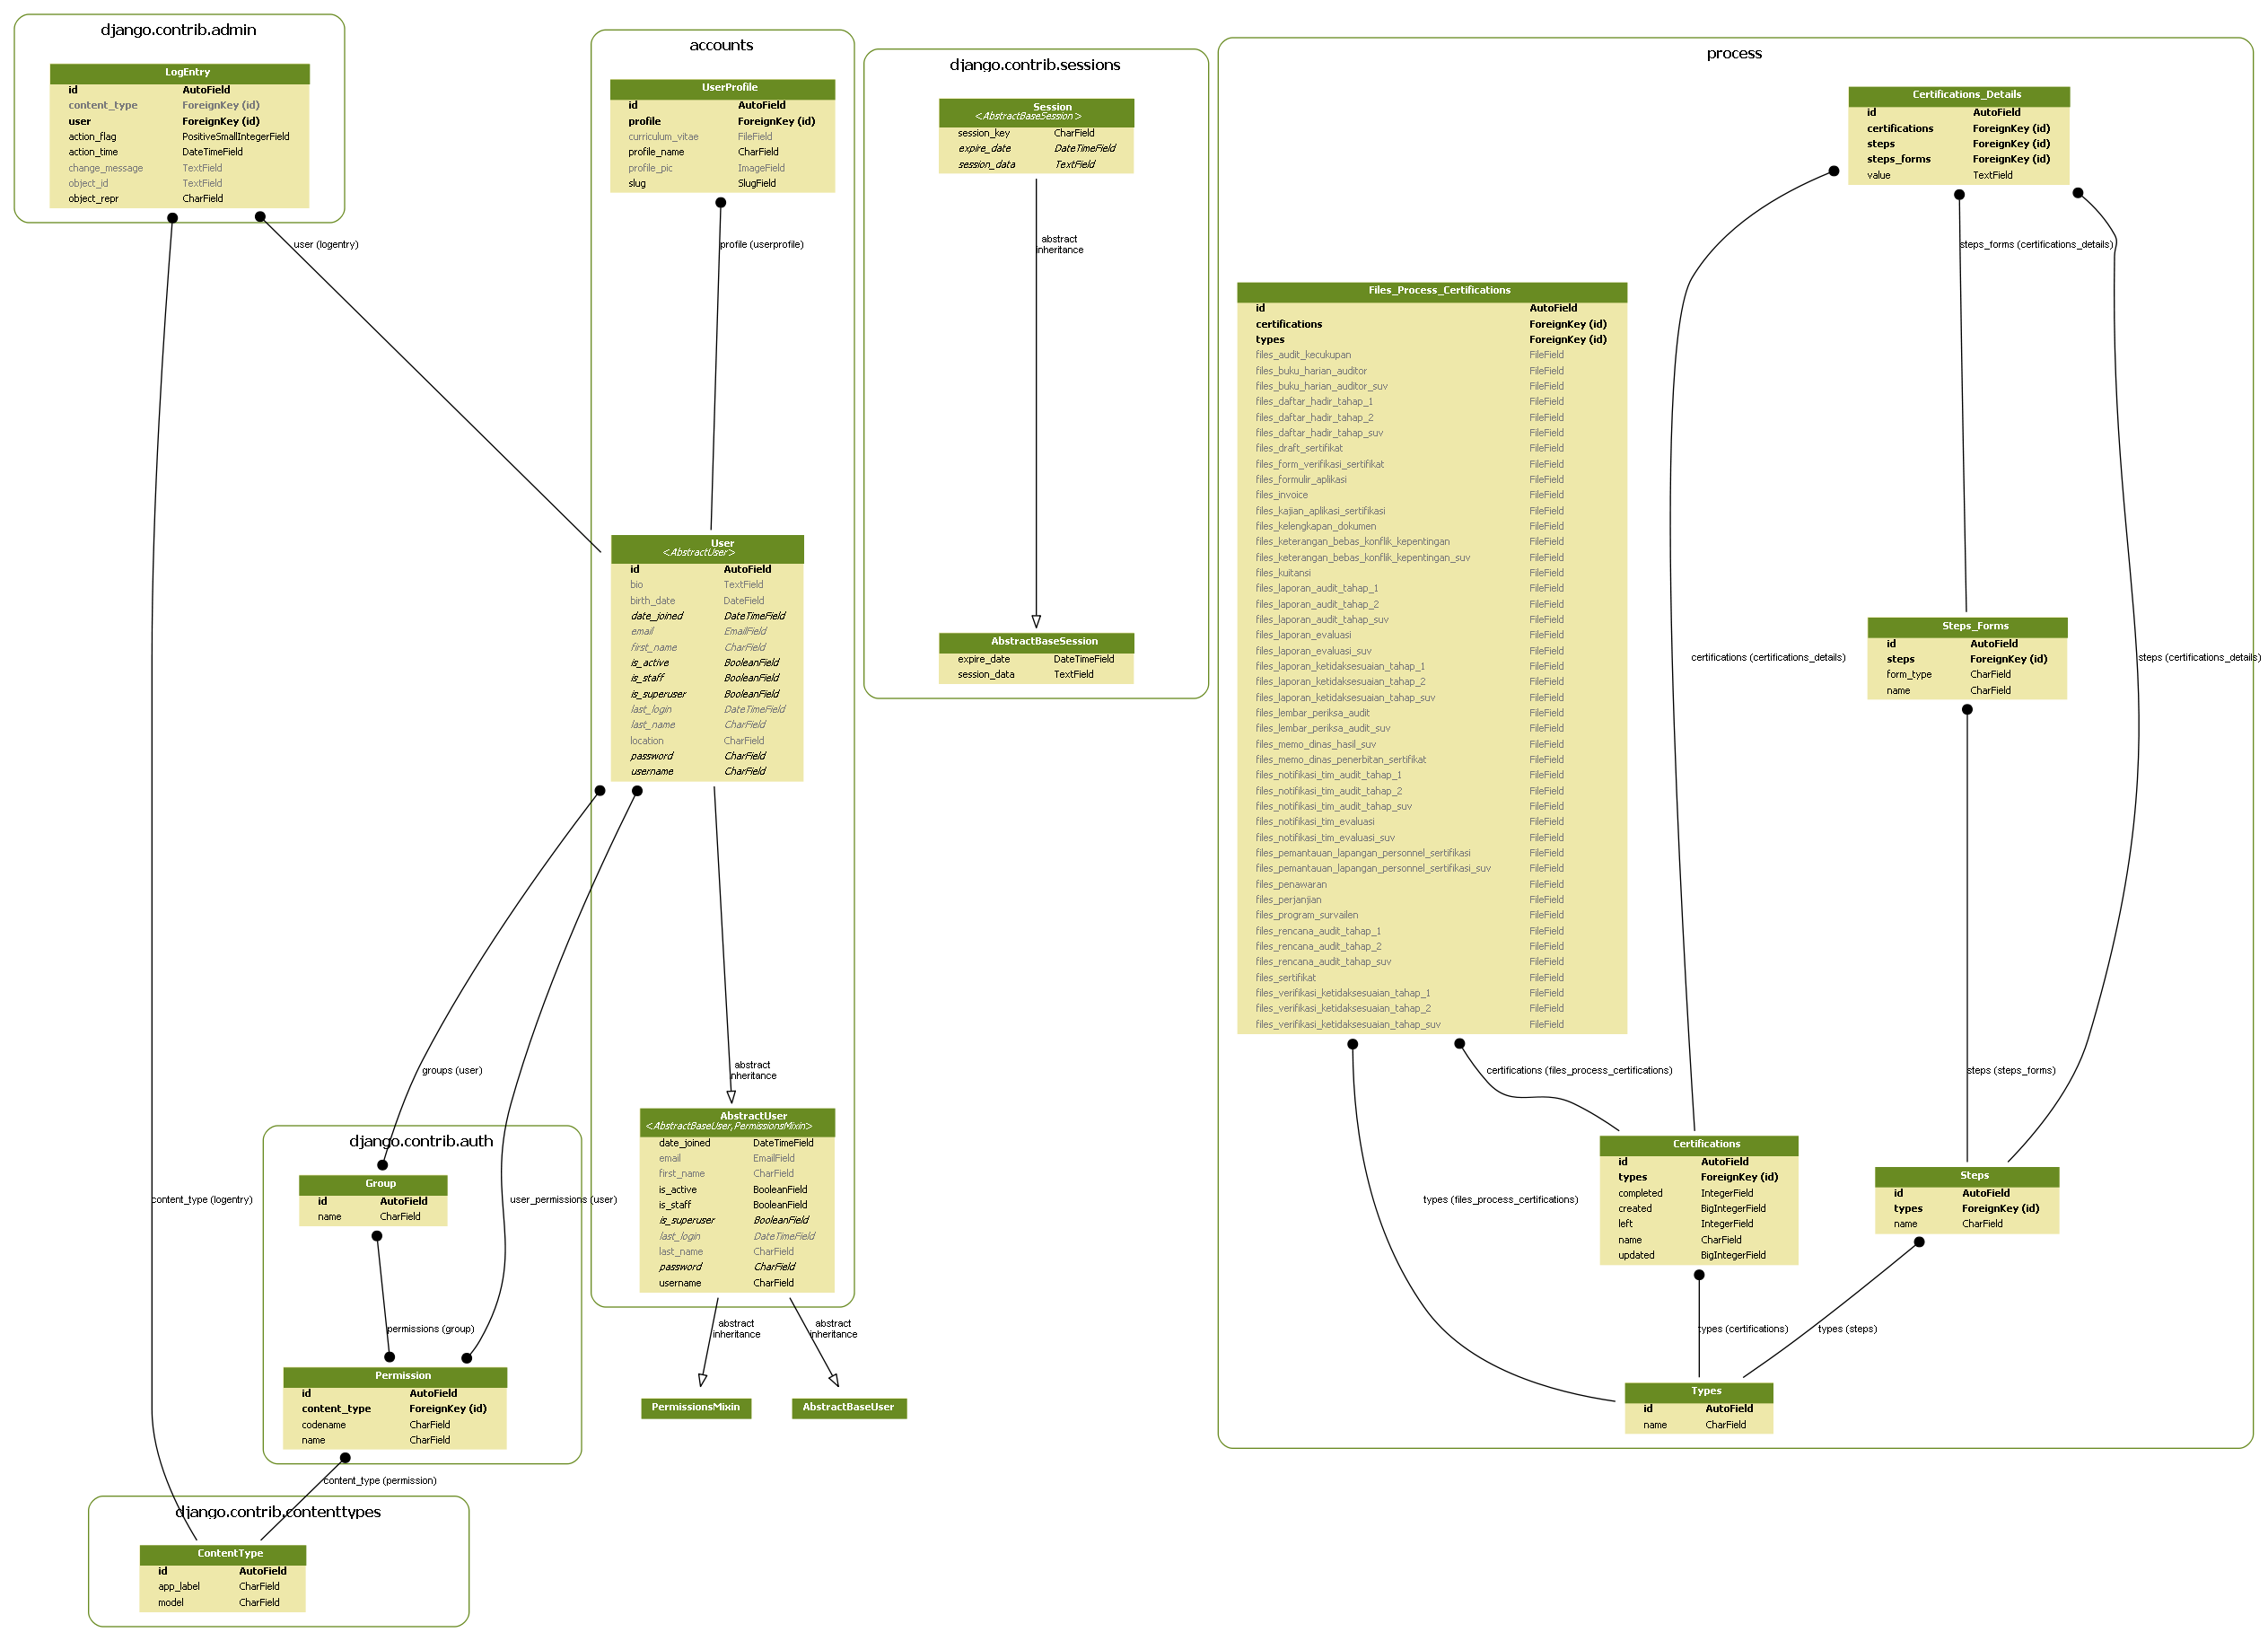 django.contrib.admin
LogEntry
id AutoField
content_type ForeignKey (id)
user ForeignKey (id)
action_flag PositiveSmallIntegerField
action_time DateTimeField
change_message TextField
object_id TextField
object_repr CharField
user (logentry)
content_type (logentry)
accounts
UserProfile
id AutoField
profile ForeignKey (id)
curriculum_vitae FileField
profile_name CharField
profile_pic ImageField
slug SlugField
profile (userprofile)
User
<AbstractUser>
id AutoField
bio TextField
birth_date DateField
date_joined DateTimeField
email EmailField
first_name CharField
is_active BooleanField
is_staff BooleanField
is_superuser BooleanField
last_login DateTimeField
last_name CharField
location CharField
password CharField
username CharField
groups (user)
user_permissions (user)
abstract
inheritance
AbstractUser
<AbstractBaseUser,PermissionsMixin>
date_joined DateTimeField
email EmailField
first_name CharField
is_active BooleanField
is_staff BooleanField
is_superuser BooleanField
last_login DateTimeField
last_name CharField
password CharField
username CharField
abstract
inheritance
abstract
inheritance
PermissionsMixin
AbstractBaseUser
django.contrib.auth
Group
id AutoField
name CharField
permissions (group)
Permission
id AutoField
content_type ForeignKey (id)
codename CharField
name CharField
content_type (permission)
django.contrib.contenttypes
ContentType
id AutoField
app_label CharField
model CharField
django.contrib.sessions
Session
<AbstractBaseSession>
session_key CharField
expire_date DateTimeField
session_data TextField
abstract
inheritance
AbstractBaseSession
expire_date DateTimeField
session_data TextField
process
Certifications_Details
id AutoField
certifications ForeignKey (id)
steps ForeignKey (id)
steps_forms ForeignKey (id)
value TextField
steps_forms (certifications_details)
certifications (certifications_details)
steps (certifications_details)
Files_Process_Certifications
id AutoField
certifications ForeignKey (id)
types ForeignKey (id)
files_audit_kecukupan FileField
files_buku_harian_auditor FileField
files_buku_harian_auditor_suv FileField
files_daftar_hadir_tahap_1 FileField
files_daftar_hadir_tahap_2 FileField
files_daftar_hadir_tahap_suv FileField
files_draft_sertifikat FileField
files_form_verifikasi_sertifikat FileField
files_formulir_aplikasi FileField
files_invoice FileField
files_kajian_aplikasi_sertifikasi FileField
files_kelengkapan_dokumen FileField
files_keterangan_bebas_konflik_kepentingan FileField
files_keterangan_bebas_konflik_kepentingan_suv FileField
files_kuitansi FileField
files_laporan_audit_tahap_1 FileField
files_laporan_audit_tahap_2 FileField
files_laporan_audit_tahap_suv FileField
files_laporan_evaluasi FileField
files_laporan_evaluasi_suv FileField
files_laporan_ketidaksesuaian_tahap_1 FileField
files_laporan_ketidaksesuaian_tahap_2 FileField
files_laporan_ketidaksesuaian_tahap_suv FileField
files_lembar_periksa_audit FileField
files_lembar_periksa_audit_suv FileField
files_memo_dinas_hasil_suv FileField
files_memo_dinas_penerbitan_sertifikat FileField
files_notifikasi_tim_audit_tahap_1 FileField
files_notifikasi_tim_audit_tahap_2 FileField
files_notifikasi_tim_audit_tahap_suv FileField
files_notifikasi_tim_evaluasi FileField
files_notifikasi_tim_evaluasi_suv FileField
files_pemantauan_lapangan_personnel_sertifikasi FileField
files_pemantauan_lapangan_personnel_sertifikasi_suv FileField
files_penawaran FileField
files_perjanjian FileField
files_program_survailen FileField
files_rencana_audit_tahap_1 FileField
files_rencana_audit_tahap_2 FileField
files_rencana_audit_tahap_suv FileField
files_sertifikat FileField
files_verifikasi_ketidaksesuaian_tahap_1 FileField
files_verifikasi_ketidaksesuaian_tahap_2 FileField
files_verifikasi_ketidaksesuaian_tahap_suv FileField
Steps_Forms
id AutoField
steps ForeignKey (id)
form_type CharField
name CharField
certifications (files_process_certifications)
steps (steps_forms)
types (files_process_certifications)
Certifications
id AutoField
types ForeignKey (id)
completed IntegerField
created BigIntegerField
left IntegerField
name CharField
updated BigIntegerField
Steps
id AutoField
types ForeignKey (id)
name CharField
types (certifications)
types (steps)
Types
id AutoField
name CharField